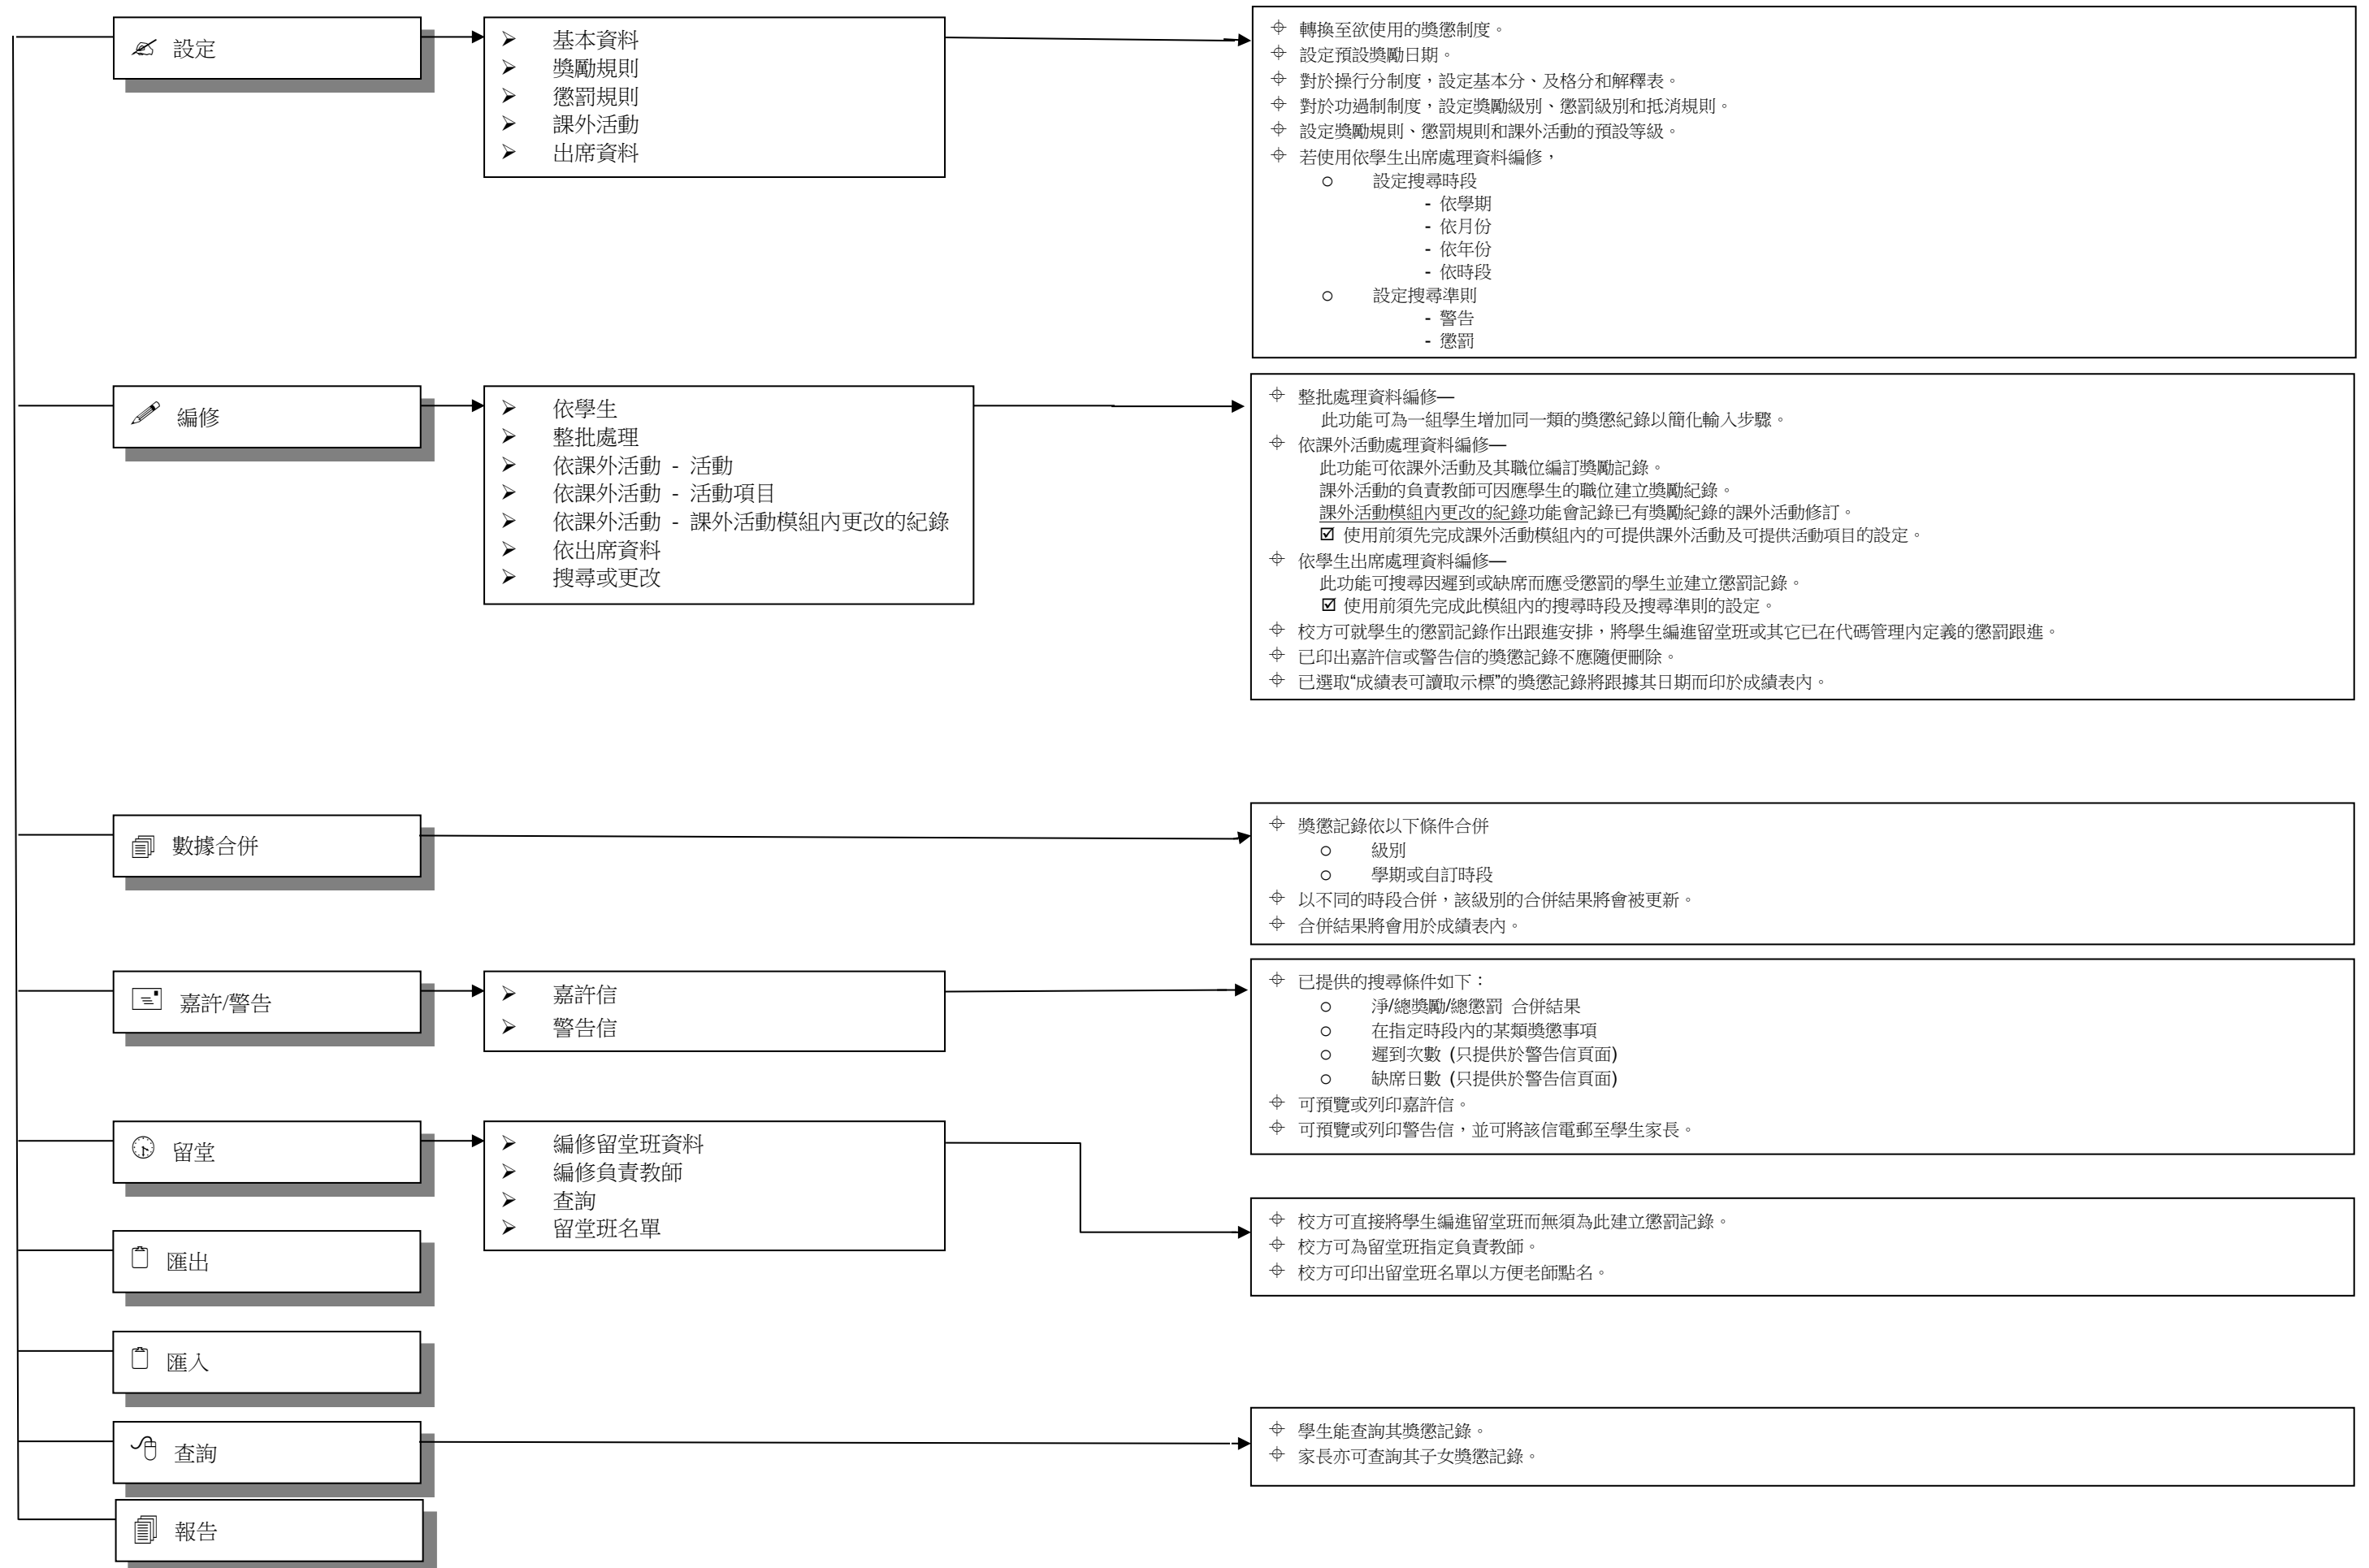 設定
基本資料
獎勵規則
懲罰規則
課外活動
出席資料
轉換至欲使用的獎懲制度。
設定預設獎勵日期。
對於操行分制度，設定基本分、及格分和解釋表。
對於功過制制度，設定獎勵級別、懲罰級別和抵消規則。
設定獎勵規則、懲罰規則和課外活動的預設等級。
若使用依學生出席處理資料編修，
設定搜尋時段
- 依學期
- 依月份
- 依年份
- 依時段
設定搜尋準則
- 警告
- 懲罰
編修
依學生
整批處理
依課外活動 - 活動
依課外活動 - 活動項目
依課外活動 - 課外活動模組內更改的紀錄
依出席資料
搜尋或更改
整批處理資料編修—
此功能可為一組學生增加同一類的獎懲紀錄以簡化輸入步驟。
依課外活動處理資料編修—
此功能可依課外活動及其職位編訂獎勵記錄。
課外活動的負責教師可因應學生的職位建立獎勵紀錄。
課外活動模組內更改的紀錄功能會記錄已有獎勵紀錄的課外活動修訂。
☑ 使用前須先完成課外活動模組內的可提供課外活動及可提供活動項目的設定。
依學生出席處理資料編修—
此功能可搜尋因遲到或缺席而應受懲罰的學生並建立懲罰記錄。
☑ 使用前須先完成此模組內的搜尋時段及搜尋準則的設定。
校方可就學生的懲罰記錄作出跟進安排，將學生編進留堂班或其它已在代碼管理內定義的懲罰跟進。
已印出嘉許信或警告信的獎懲記錄不應隨便刪除。
已選取“成績表可讀取示標”的獎懲記錄將跟據其日期而印於成績表內。
數據合併
獎懲記錄依以下條件合併
級別
學期或自訂時段
以不同的時段合併，該級別的合併結果將會被更新。
合併結果將會用於成績表內。
嘉許/警告
嘉許信
警告信
已提供的搜尋條件如下：
淨/總獎勵/總懲罰 合併結果
在指定時段內的某類獎懲事項
遲到次數 (只提供於警告信頁面)
缺席日數 (只提供於警告信頁面)
可預覽或列印嘉許信。
可預覽或列印警告信，並可將該信電郵至學生家長。
留堂
編修留堂班資料
編修負責教師
查詢
留堂班名單
校方可直接將學生編進留堂班而無須為此建立懲罰記錄。
校方可為留堂班指定負責教師。
校方可印出留堂班名單以方便老師點名。
匯出
匯入
查詢
學生能查詢其獎懲記錄。
家長亦可查詢其子女獎懲記錄。
報告